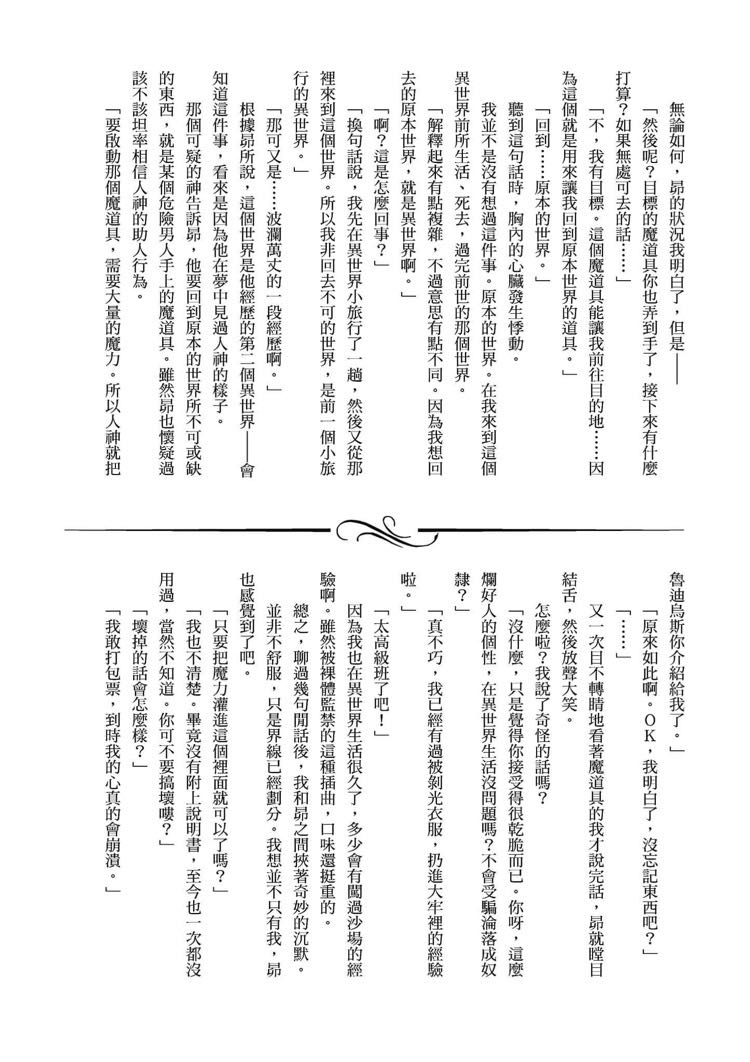 無論如何，昴的狀況我明白了，但是——
「然後呢？目標的魔道具你也弄到手了，接下來有什麼
打算？如果無處可去的話……」
「不，我有目標。這個魔道具能讓我前往目的地……因
為這個就是用來讓我回到原本世界的道具。」
「回到……原本的世界。」
聽到這句話時，胸內的心臟發生悸動。
我並不是沒有想過這件事。原本的世界。在我來到這個
異世界前所生活、死去，過完前世的那個世界。
「解釋起來有點複雜，不過意思有點不同。因為我想回
去的原本世界，就是異世界啊。」
「啊？這是怎麼回事？」
「換句話說，我先在異世界小旅行了一趟，然後又從那
裡來到這個世界。所以我非回去不可的世界，是前一個小旅
行的異世界。」
「那可又是……波瀾萬丈的一段經歷啊。」
根據昴所說，這個世界是他經歷的第二個異世界——會
知道這件事，看來是因為他在夢中見過人神的樣子。
那個可疑的神告訴昴，他要回到原本的世界所不可或缺
的東西，就是某個危險男人手上的魔道具。雖然昴也懷疑過
該不該坦率相信人神的助人行為。
「要啟動那個魔道具，需要大量的魔力。所以人神就把
魯迪烏斯你介紹給我了。」
「原來如此啊。ＯＫ，我明白了，沒忘記東西吧？」
「……」
又一次目不轉睛地看著魔道具的我才說完話，昴就瞠目
結舌，然後放聲大笑。
怎麼啦？我說了奇怪的話嗎？
「沒什麼，只是覺得你接受得很乾脆而已。你呀，這麼
爛好人的個性，在異世界生活沒問題嗎？不會受騙淪落成奴
隸？」
「真不巧，我已經有過被剝光衣服，扔進大牢裡的經驗
啦。」
「太高級班了吧！」
因為我也在異世界生活很久了，多少會有闖過沙場的經
驗啊。雖然被裸體監禁的這種插曲，口味還挺重的。
總之，聊過幾句閒話後，我和昴之間挾著奇妙的沉默。
並非不舒服，只是界線已經劃分。我想並不只有我，昴
也感覺到了吧。
「只要把魔力灌進這個裡面就可以了嗎？」
「我也不清楚。畢竟沒有附上說明書，至今也一次都沒
用過，當然不知道。你可不要搞壞嘍？」
「壞掉的話會怎麼樣？」
「我敢打包票，到時我的心真的會崩潰。」